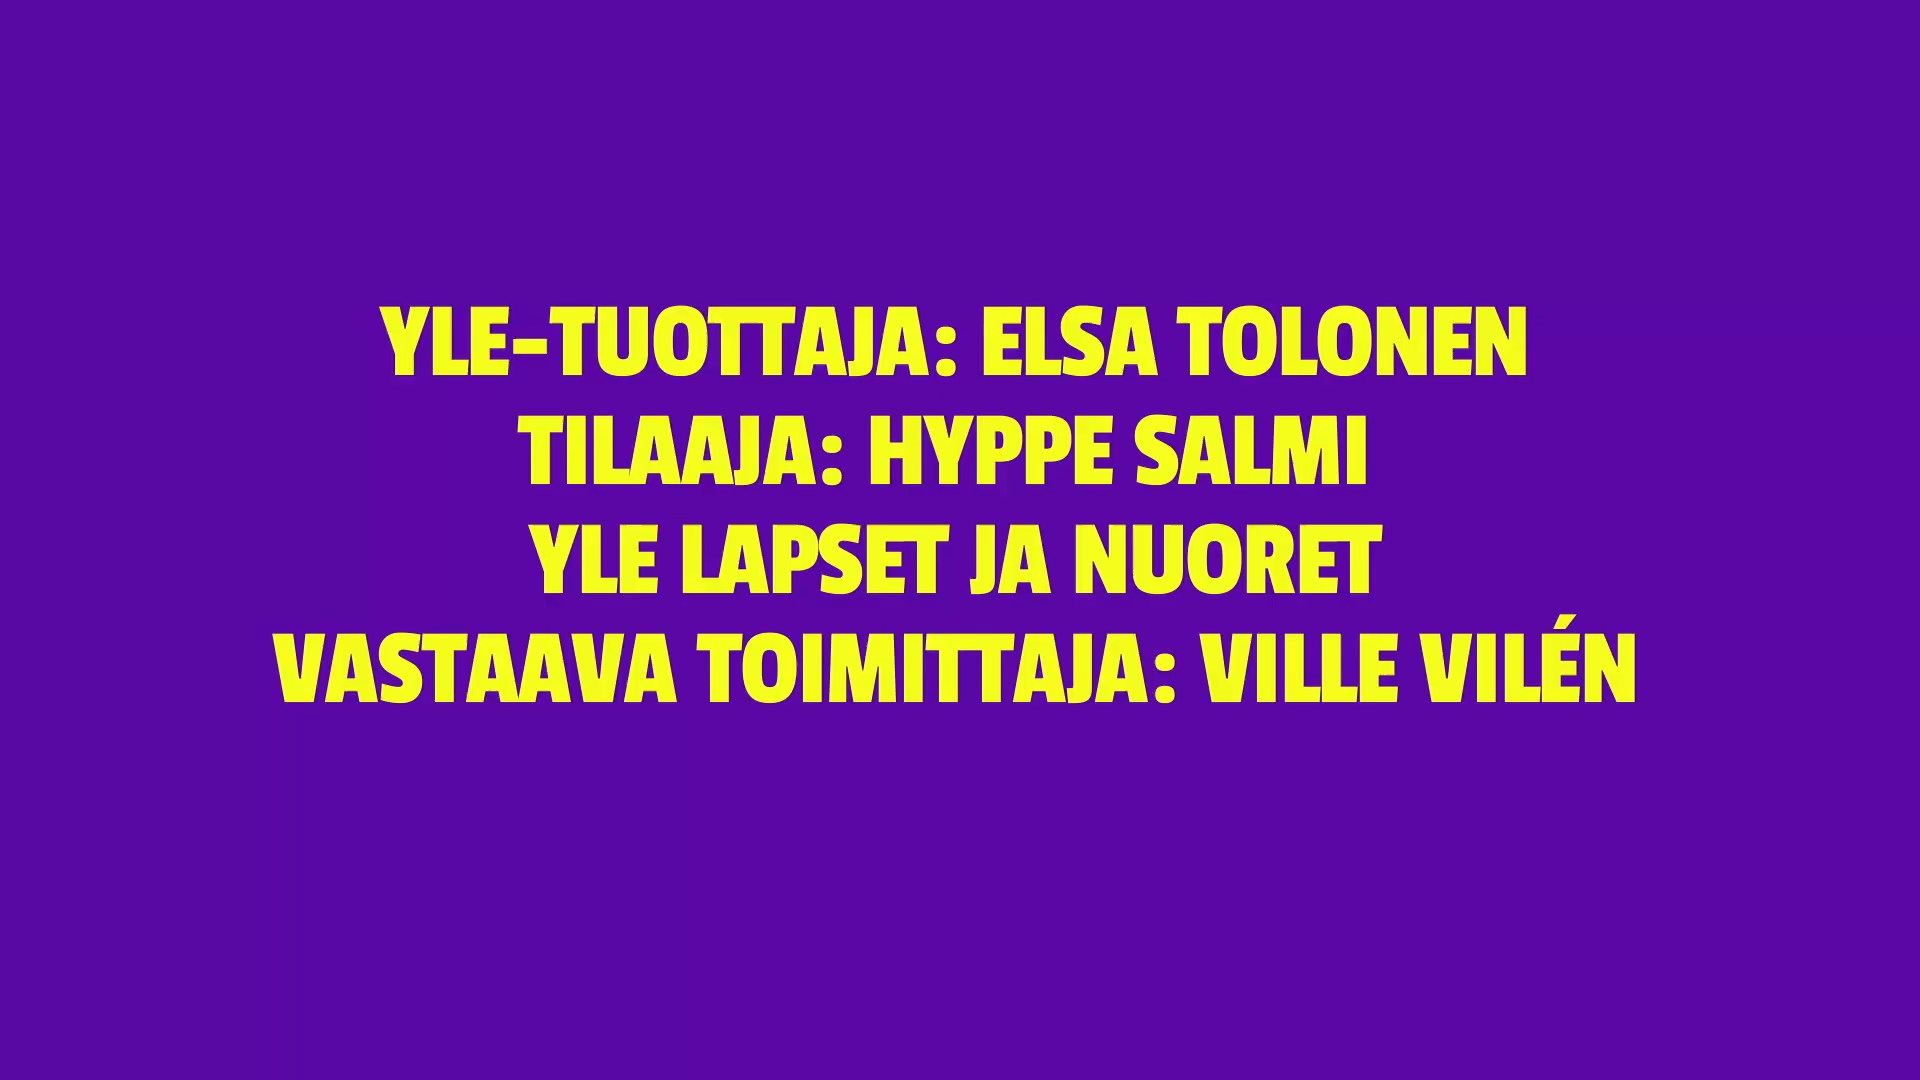 YLE-TUOTTAJA: ELSA TOLONEN
TILAAJA: HYPPE SALMI
YLE LAPSET JA NUORET
VASTAAVA TOIMITTAJA: VILLE VILÉN